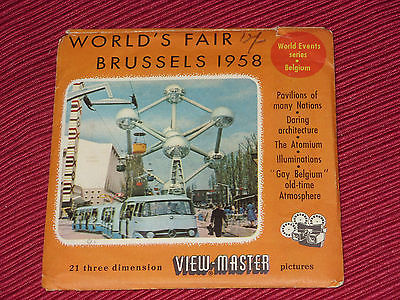 WORLD'S FAIR
BRUSSELS 1958
World Events
series
•
Belgium
Pavilions of
many Nations
•
Daring
architecture
•
The Atomium
•
Illuminations
•
"Gay Belgium"
old-time
Atmosphere
21 three dimension VIEW-MASTER pictures